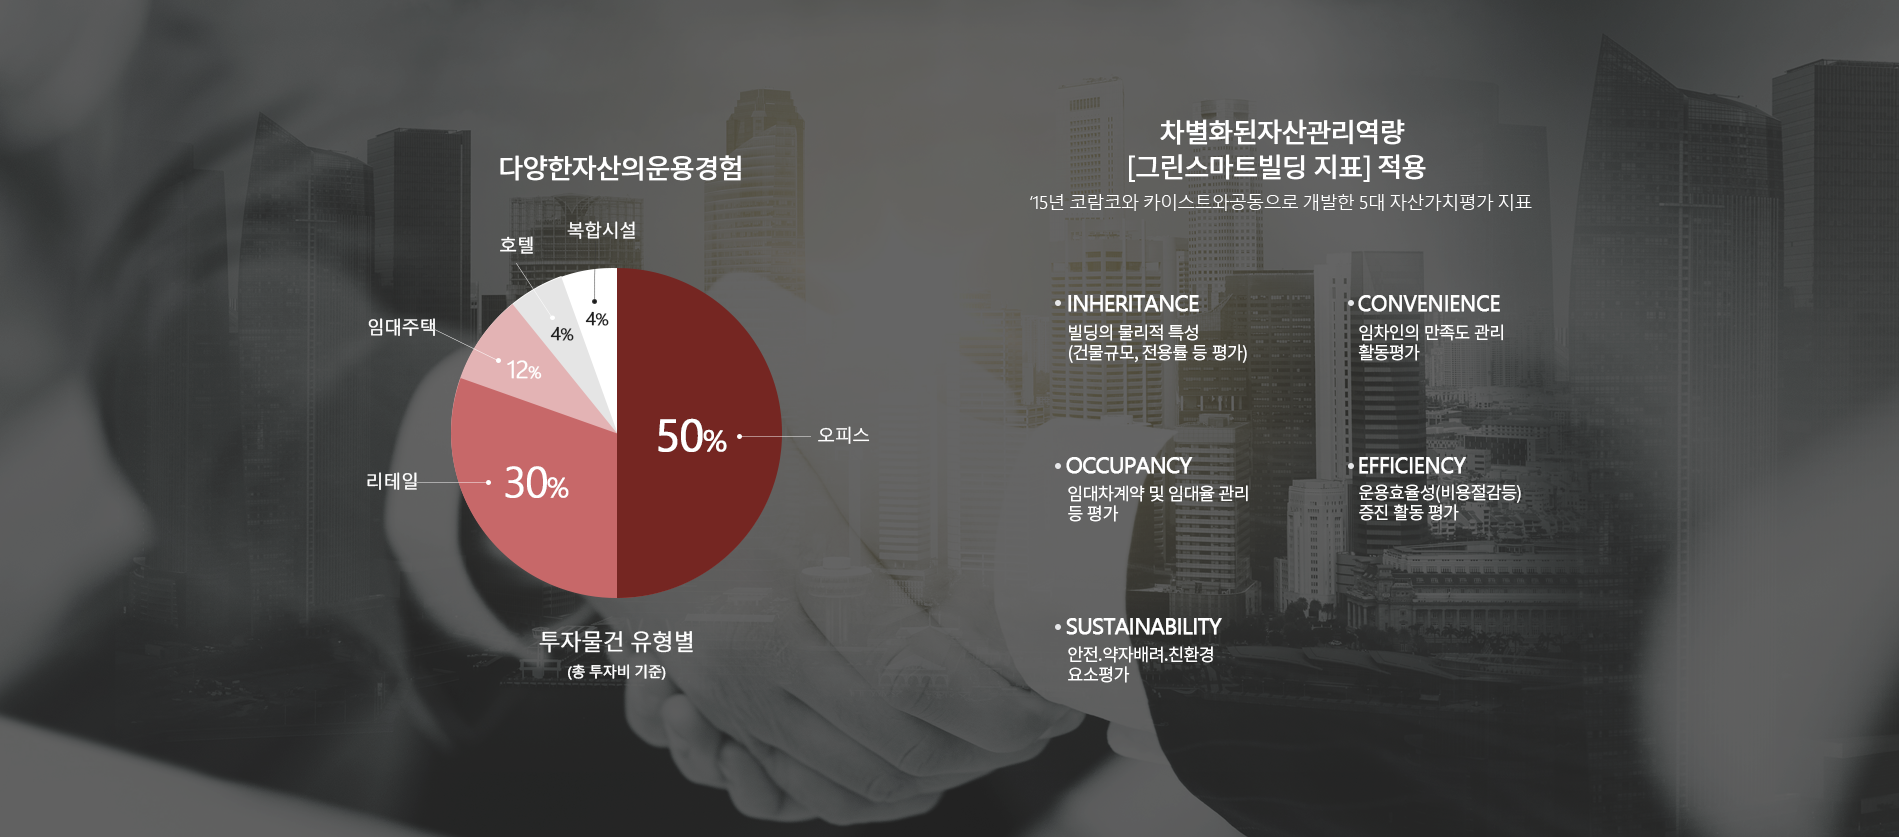 다양한자산의운용경험
복합시설
호텔
4%
4%
임대주택
12%
50%
오피스
리테일
30%
투자물건 유형별
(총 투자비 기준)
차별화된자산관리역량
[그린스마트빌딩 지표] 적용
‘15년 코람코와 카이스트와공동으로 개발한 5대 자산가치평가 지표
• INHERITANCE
빌딩의 물리적 특성
(건물규모, 전용률 등 평가)
• CONVENIENCE
임차인의 만족도 관리
활동평가
• OCCUPANCY
임대차계약 및 임대율 관리
등 평가
• EFFICIENCY
운용효율성(비용절감등)
증진 활동 평가
• SUSTAINABILITY
안전.약자배려.친환경
요소평가